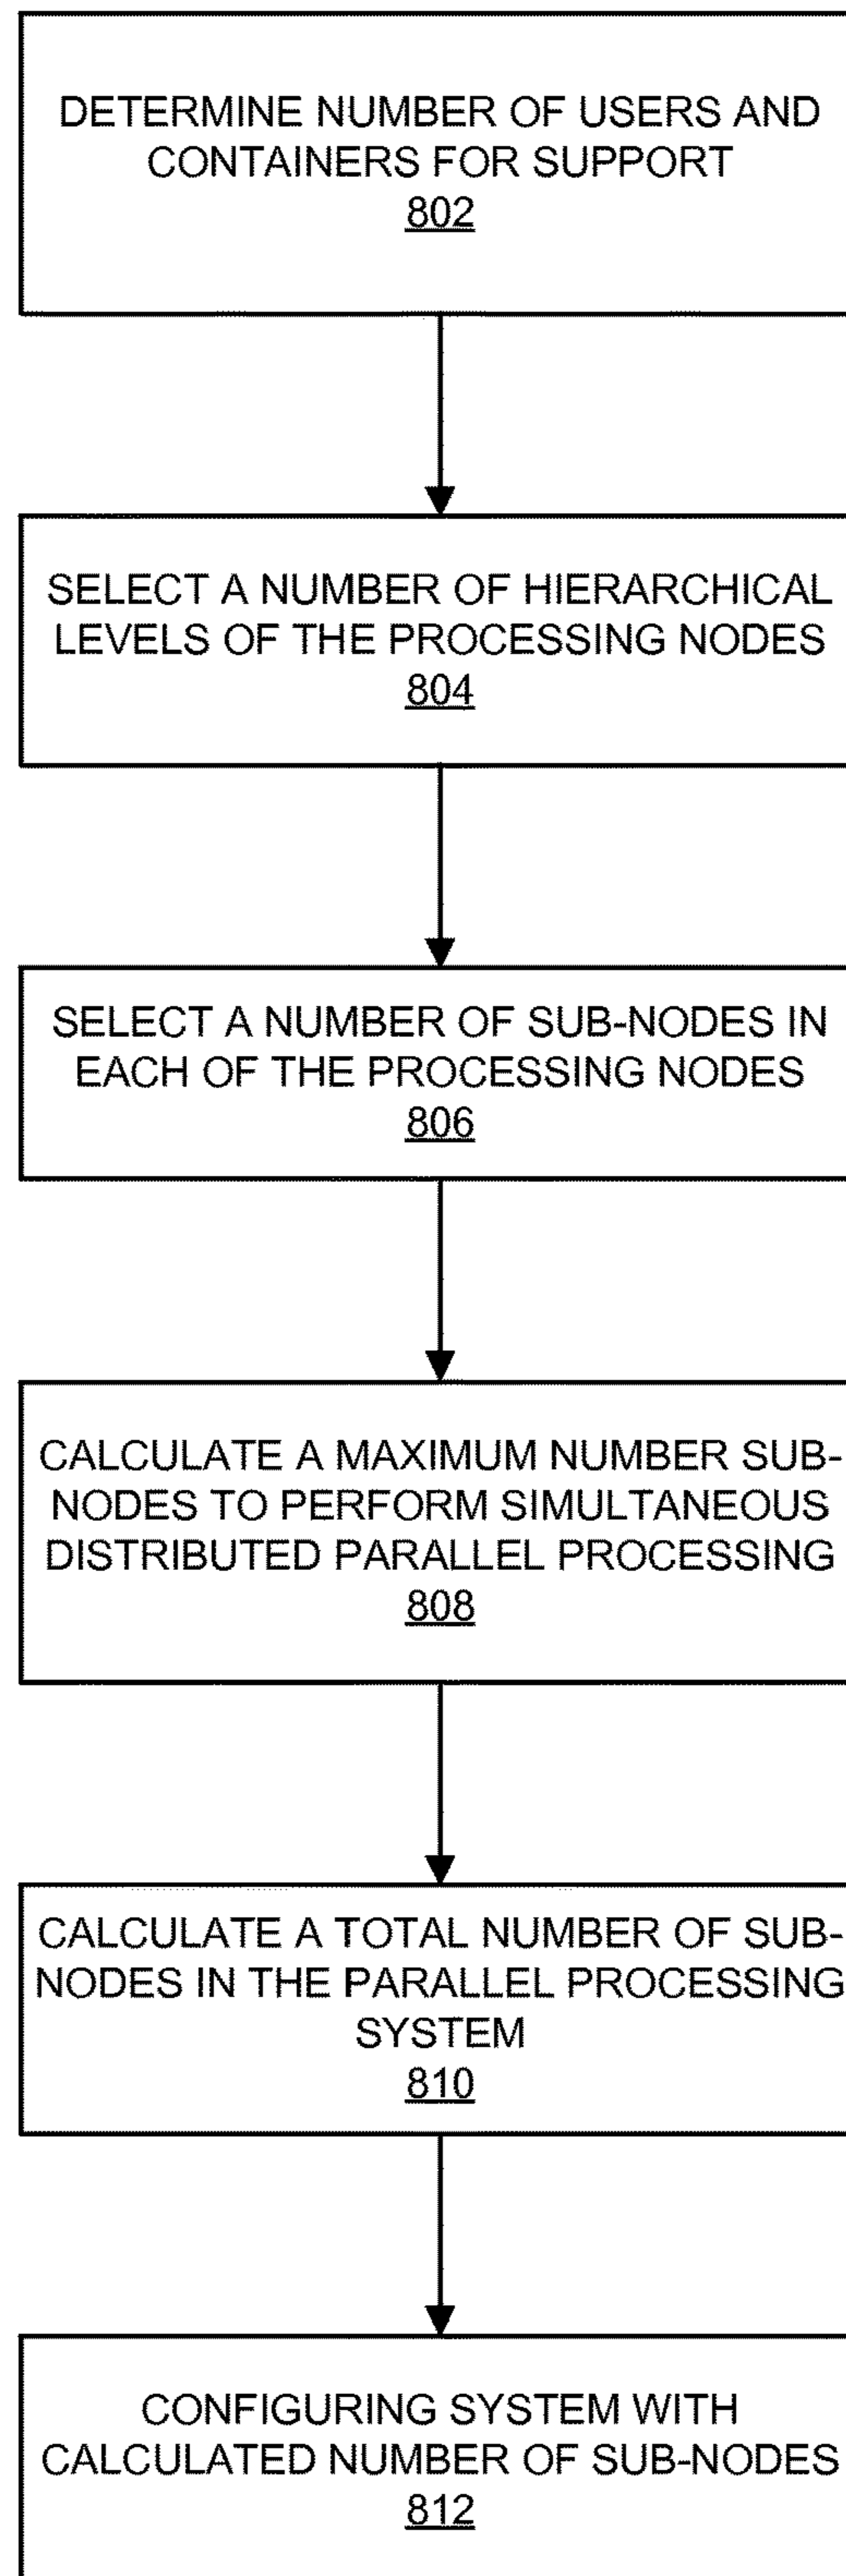 DETERMINE NUMBER OF USERS AND
CONTAINERS FOR SUPPORT
802
SELECT A NUMBER OF HIERARCHICAL
LEVELS OF THE PROCESSING NODES
804
SELECT A NUMBER OF SUB-NODES IN
EACH OF THE PROCESSING NODES
806
CALCULATE A MAXIMUM NUMBER SUB-
NODES TO PERFORM SIMULTANEOUS
DISTRIBUTED PARALLEL PROCESSING
808
CALCULATE A TOTAL NUMBER OF SUB-
NODES IN THE PARALLEL PROCESSING
SYSTEM
810
CONFIGURING SYSTEM WITH
CALCULATED NUMBER OF SUB-NODES
812